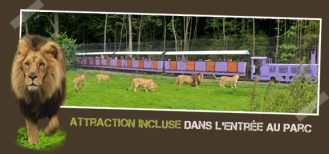 ATTRACTION INCLUSE DANS L'ENTRÉE AU PARC